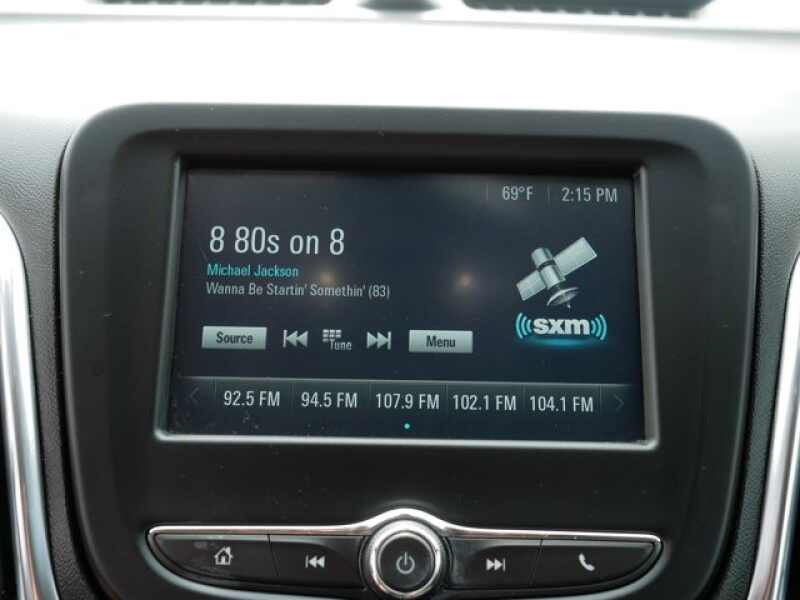 69°F 2:15 PM
8 80s on 8
Michael Jackson
Wanna Be Startin' Somethin' (83)
sxm
Source Tune Menu
92.5 FM 94.5 FM 107.9 FM 102.1 FM 104.1 FM